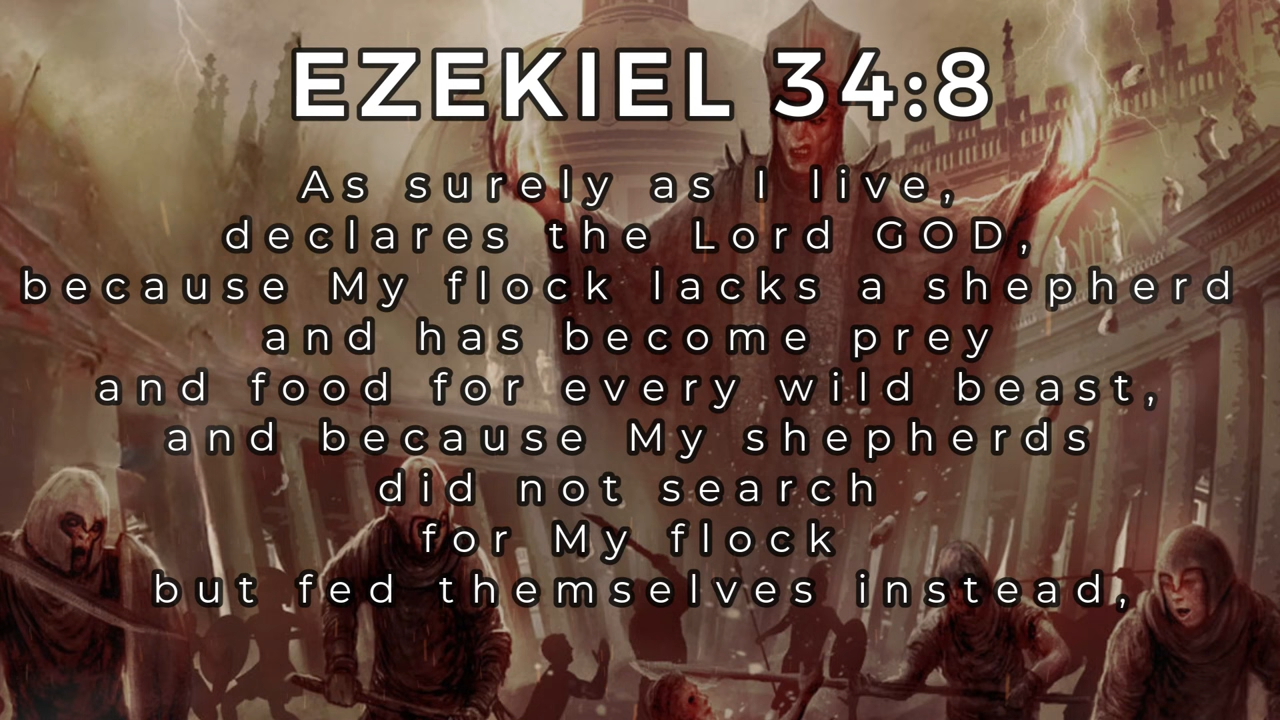 EZEKIEL 34:8
As surely as I live,
declares the Lord GOD,
because My flock lacks a shepherd
and has become prey
and food for every wild beast,
and because My shepherds
did not search
for My flock
but fed themselves instead,